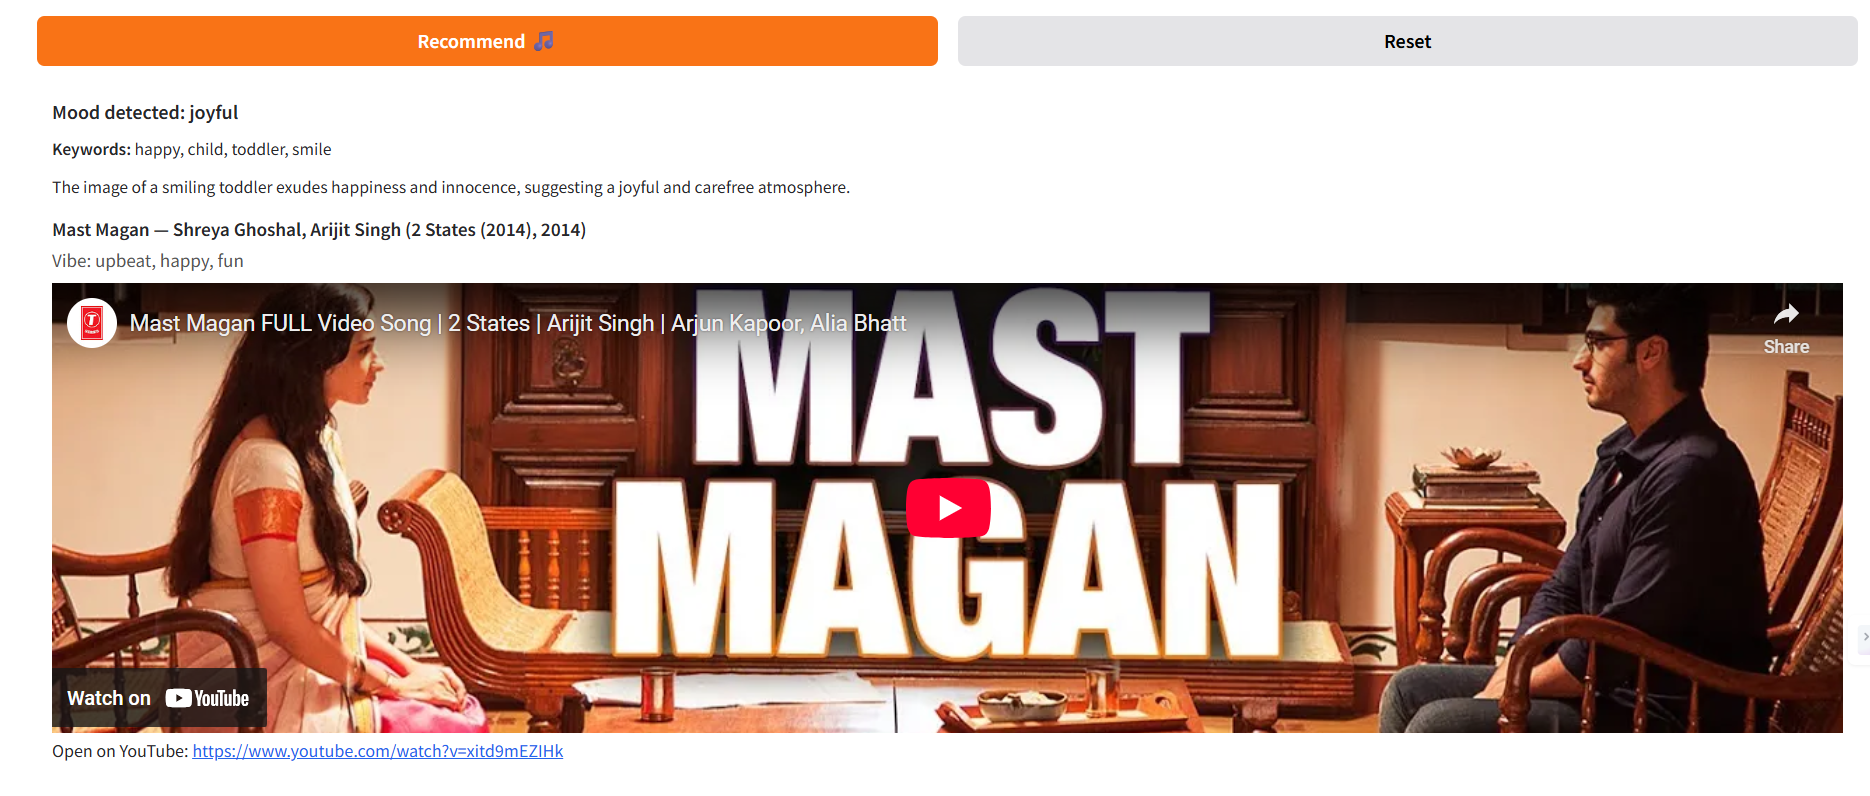 Recommend 🎵
Reset
Mood detected: joyful
Keywords: happy, child, toddler, smile
The image of a smiling toddler exudes happiness and innocence, suggesting a joyful and carefree atmosphere.
Mast Magan — Shreya Ghoshal, Arijit Singh (2 States (2014), 2014)
Vibe: upbeat, happy, fun
Mast Magan FULL Video Song | 2 States | Arijit Singh | Arjun Kapoor, Alia Bhatt
Share
MAST
MAGAN
Watch on YouTube
Open on YouTube: https://www.youtube.com/watch?v=xitd9mEZIHk